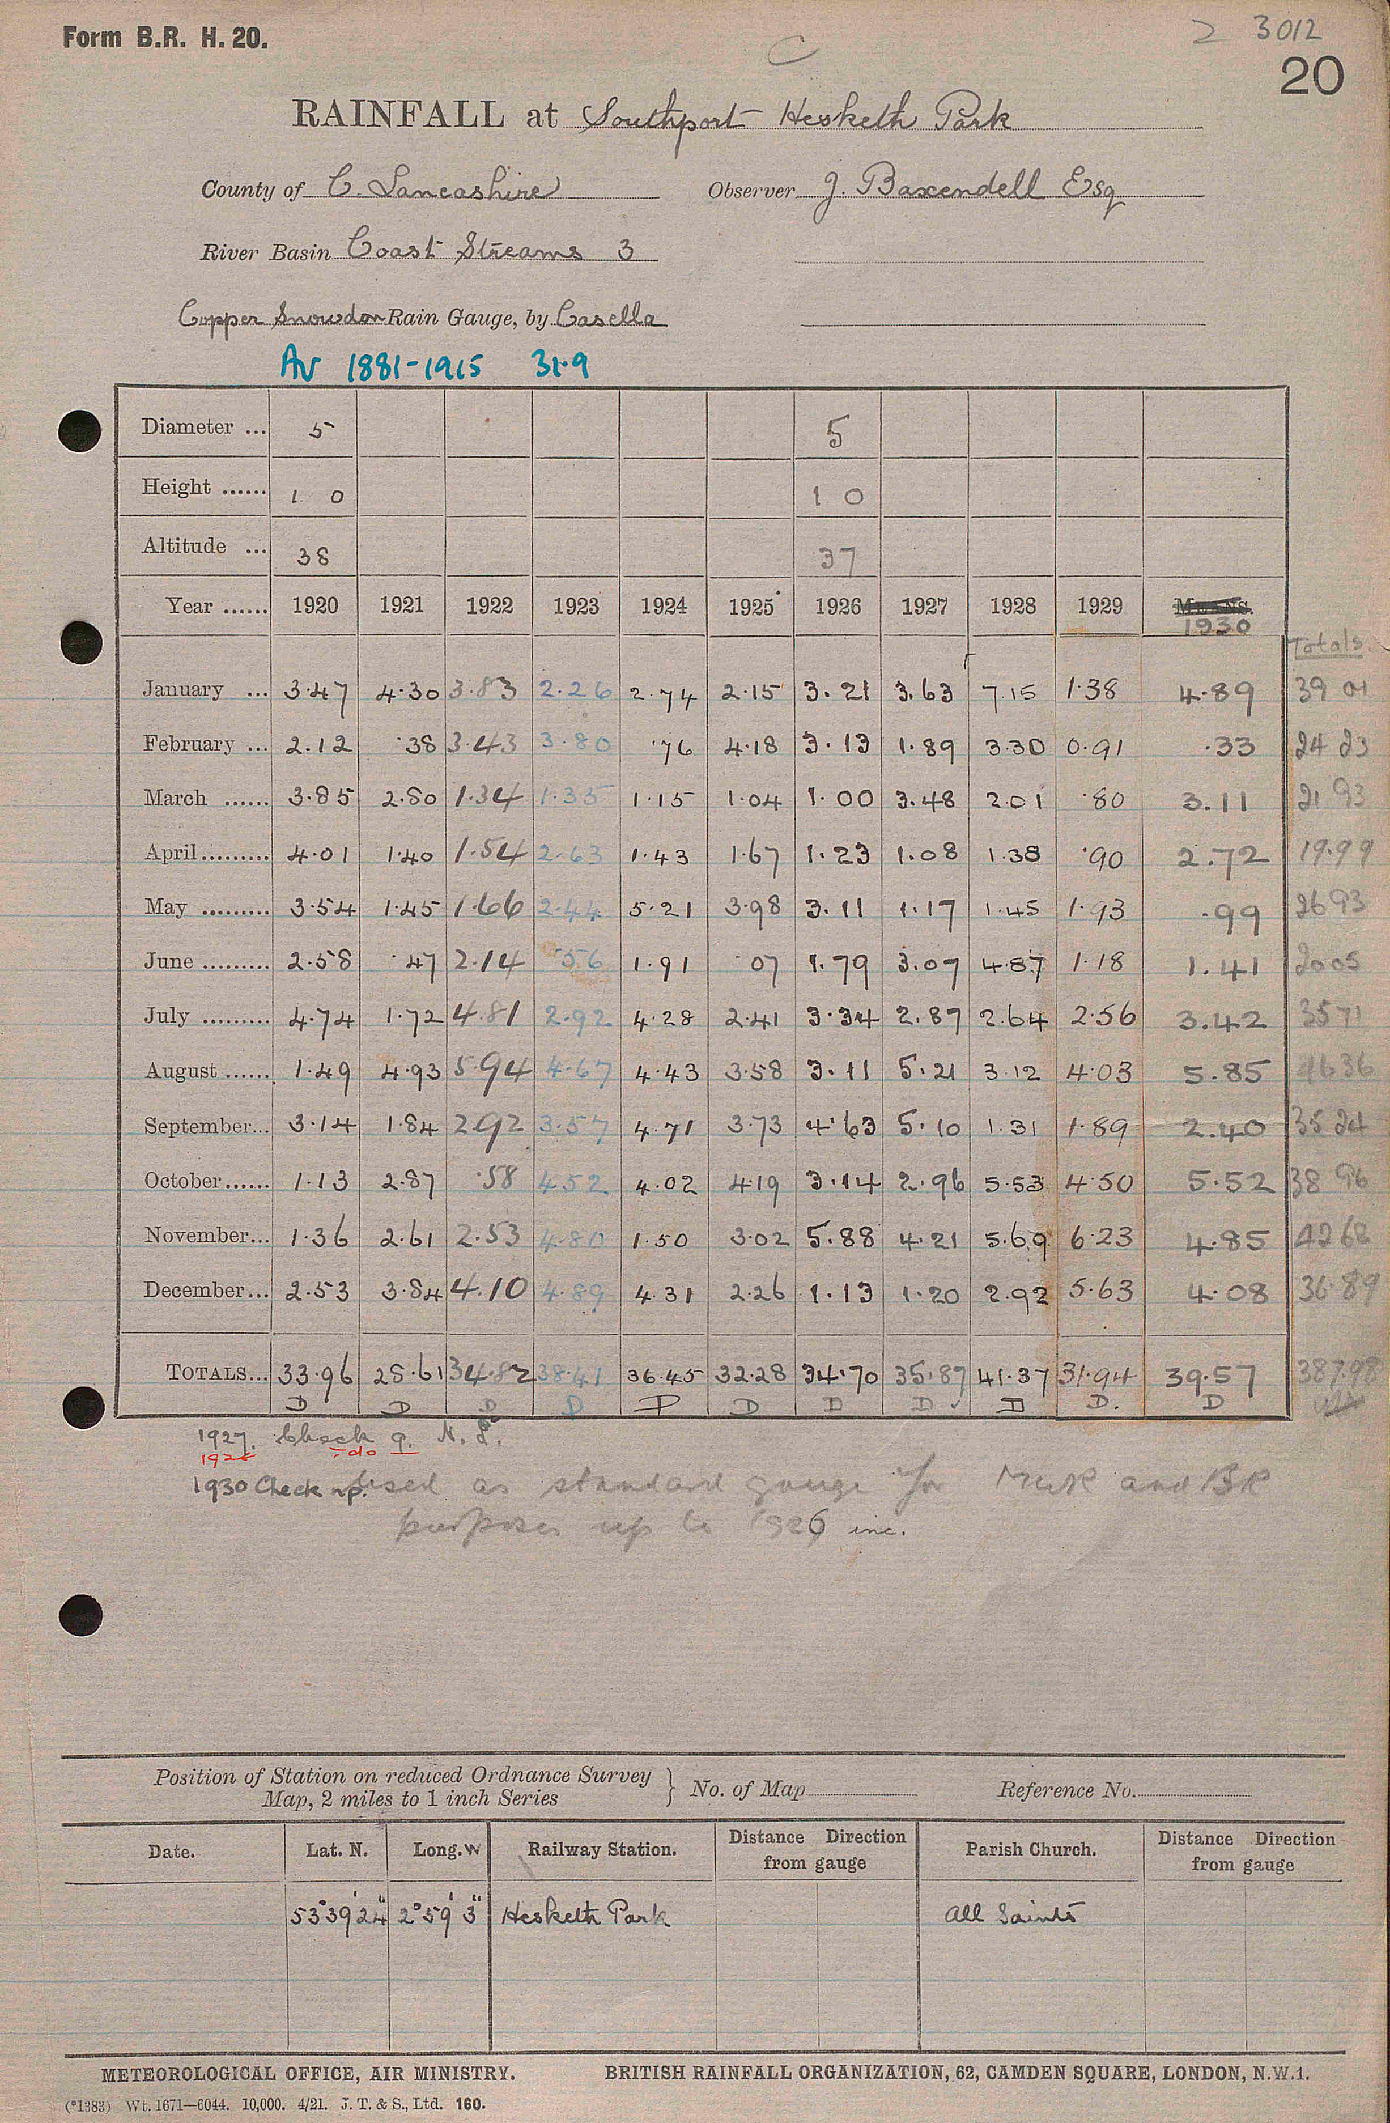 Form B.R. H. 20.
2 3012
C
20
RAINFALL at Southport Hesketh Park
County of C. Lancashire Observer J. Baxendell Esq
River Basin Coast Streams 3
Copper Snowdon Rain Gauge, by Casella
Av 1881-1915 31.9
Diameter ... 5 5
Height ...... 1 0 1 0
Altitude ... 38 37
Year ...... 1920 1921 1922 1923 1924 1925 1926 1927 1928 1929 MEANS. 1930 Totals
January ... 3.47 4.30 3.83 2.26 2.74 2.15 3.21 3.63 7.15 1.38 4.89 39 01
February ... 2.12 .38 3.43 3.80 .76 4.18 3.13 1.89 3.30 0.91 .33 24 23
March ...... 3.85 2.80 1.34 1.35 1.15 1.04 1.00 3.48 2.01 .80 3.11 21 93
April ......... 4.01 1.40 1.54 2.63 1.43 1.67 1.23 1.08 1.38 .90 2.72 19.99
May ......... 3.54 1.45 1.66 2.44 5.21 3.98 3.11 1.17 1.45 1.93 .99 26 93
June ......... 2.58 .47 2.14 .56 1.91 .07 1.79 3.07 4.87 1.18 1.41 20 05
July ......... 4.74 1.72 4.81 2.92 4.28 2.41 3.34 2.87 2.64 2.56 3.42 35 71
August ...... 1.49 4.93 5.94 4.67 4.43 3.58 3.11 5.21 3.12 4.03 5.85 46 36
September... 3.14 1.84 2.92 3.57 4.71 3.73 4.63 5.10 1.31 1.89 2.40 35 24
October...... 1.13 2.87 .58 4.52 4.02 4.19 3.14 2.96 5.53 4.50 5.52 38 96
November... 1.36 2.61 2.53 4.80 1.50 3.02 5.88 4.21 5.69 6.23 4.85 42 68
December... 2.53 3.84 4.10 4.89 4.31 2.26 1.13 1.20 2.92 5.63 4.08 36.89
TOTALS... 33.96 28.61 34.82 38.41 36.45 32.28 34.70 35.87 41.37 31.94 39.57 387.98
D D D D D D D D D D. D
1927. Check q. N.
1928 -do-
1930 Check up. Used as standard gauge for MWR and BR
purposes up to 1926 inc.
Position of Station on reduced Ordnance Survey
Map, 2 miles to 1 inch Series } No. of Map Reference No.
Date. Lat. N. Long. W Railway Station. Distance Direction from gauge Parish Church. Distance Direction from gauge
53°39'24" 2°59'3" Hesketh Park All Saints
METEOROLOGICAL OFFICE, AIR MINISTRY. BRITISH RAINFALL ORGANIZATION, 62, CAMDEN SQUARE, LONDON, N.W.1.
(*1383) Wt. 1671—6044. 10,000. 4/21. J. T. & S., Ltd. 160.